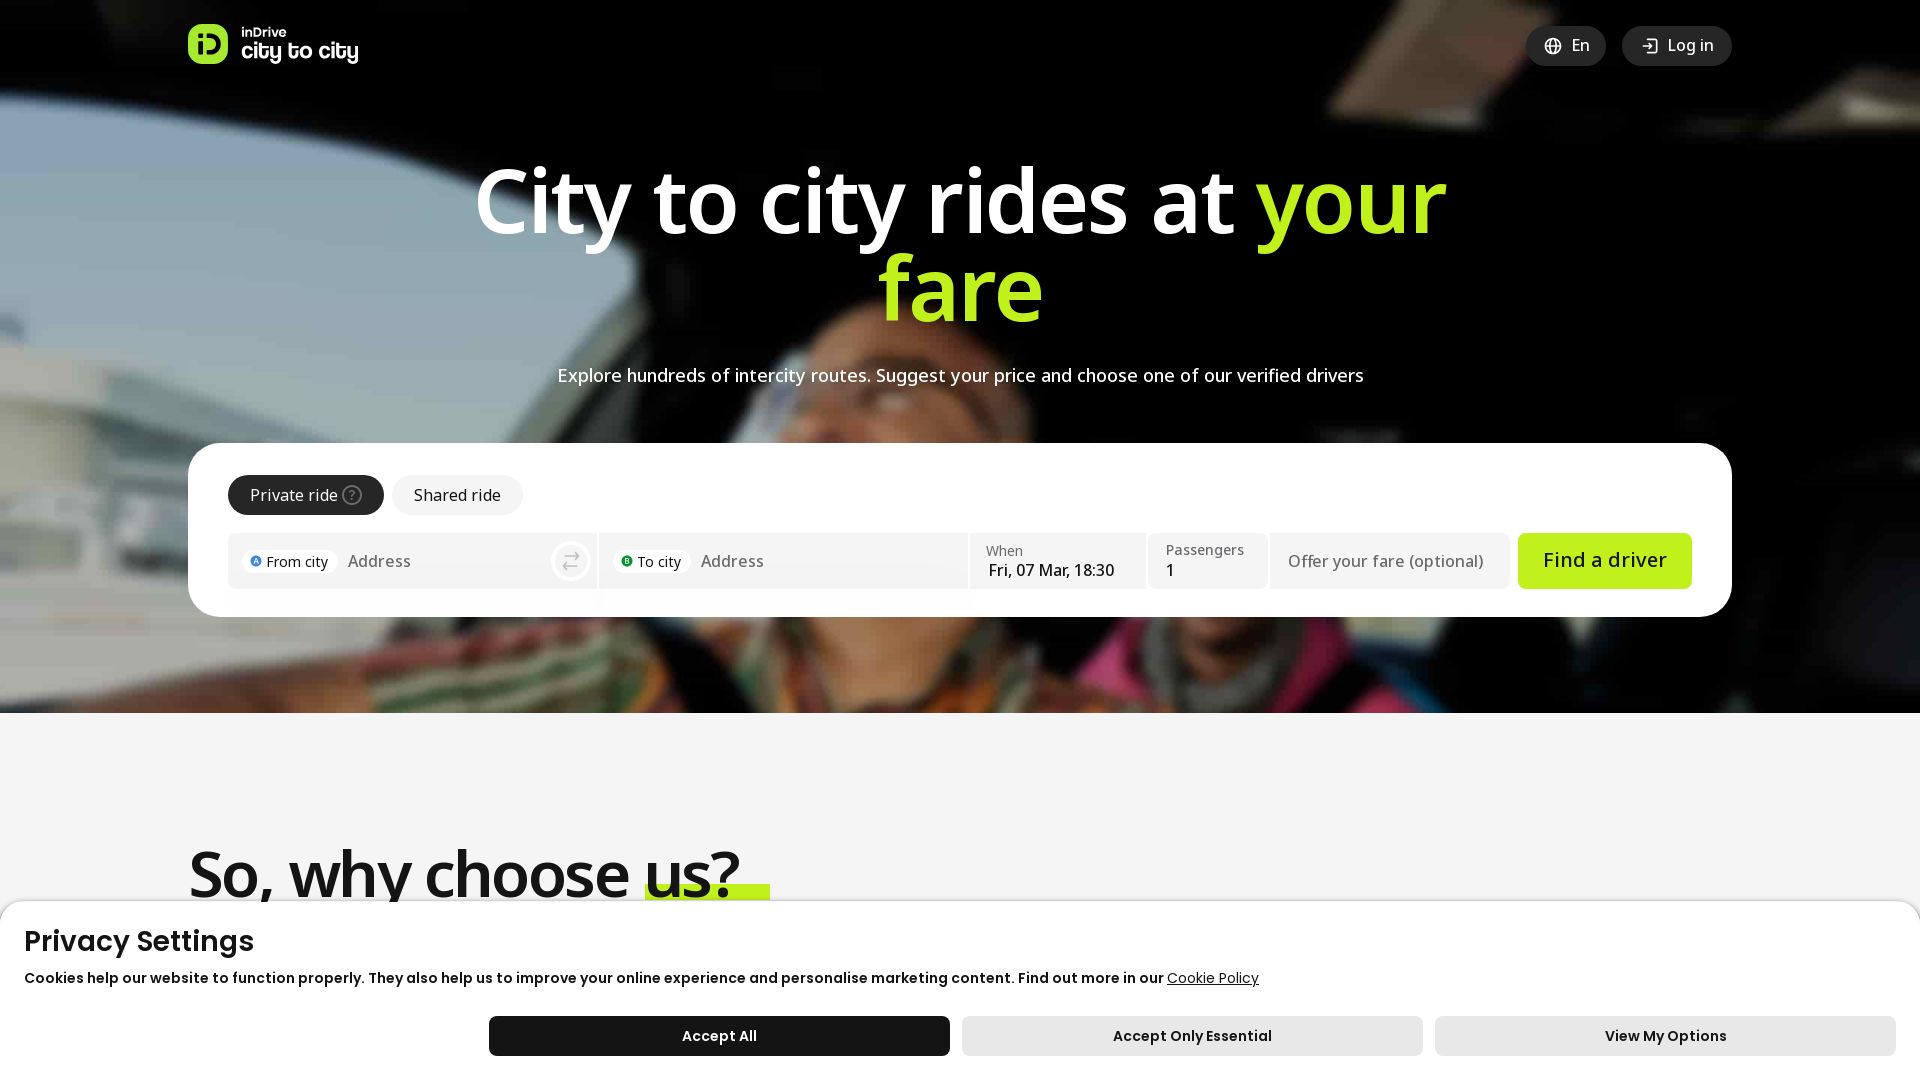 inDrive
city to city
En
Log in
City to city rides at your
fare
Explore hundreds of intercity routes. Suggest your price and choose one of our verified drivers
Private ride ?
Shared ride
A From city
Address
B To city
Address
When
Fri, 07 Mar, 18:30
Passengers
1
Offer your fare (optional)
Find a driver
So, why choose us?
Privacy Settings
Cookies help our website to function properly. They also help us to improve your online experience and personalise marketing content. Find out more in our Cookie Policy
Accept All
Accept Only Essential
View My Options